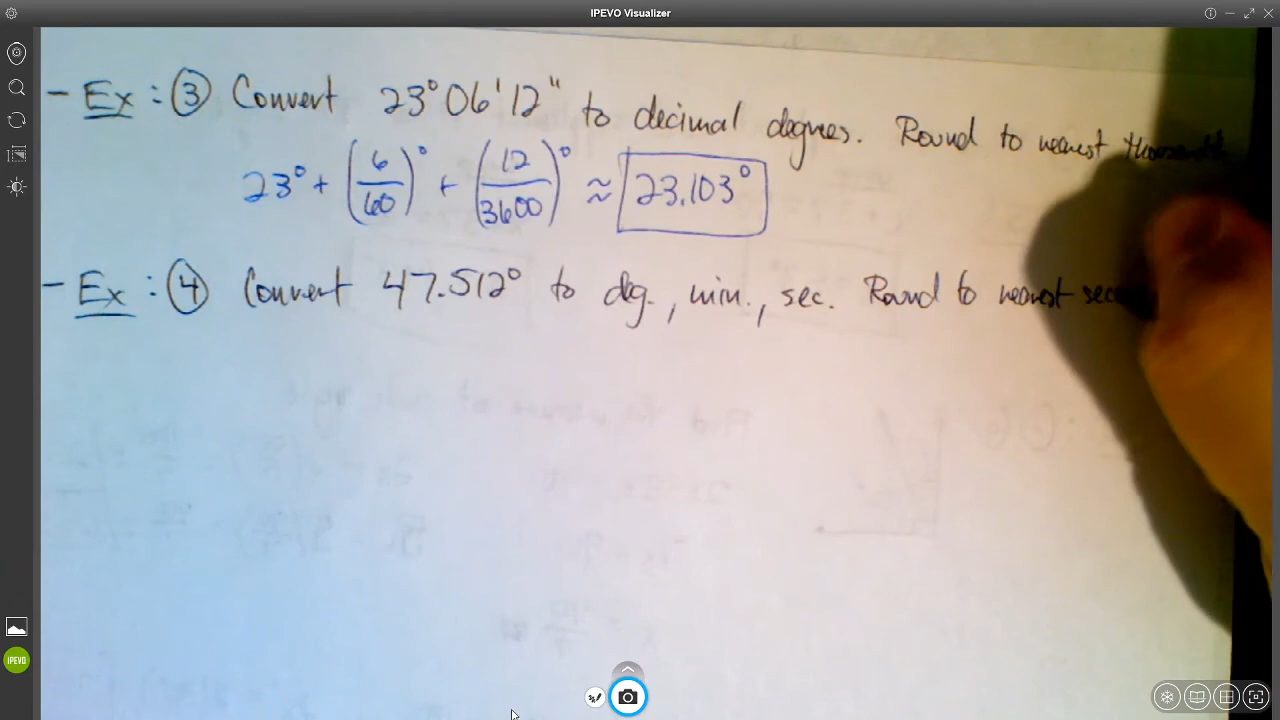 IPEVO Visualizer
- Ex: ③ Convert 23°06'12" to decimal degrees. Round to nearest
23° + (6/60)° + (12/3600)° ≈ 23.103°
- Ex: ④ Convert 47.512° to deg., min., sec. Round to nearest
IPEVO